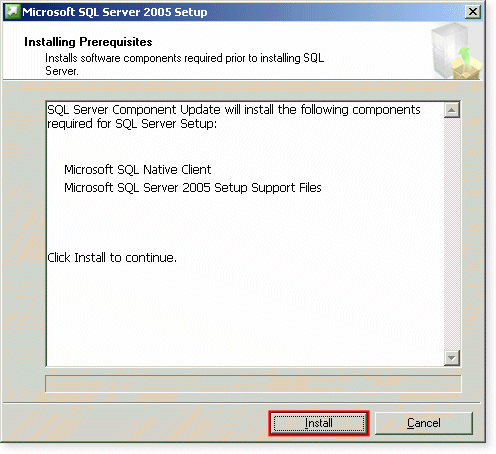 Microsoft SQL Server 2005 Setup
Installing Prerequisites
Installs software components required prior to installing SQL
Server.
SQL Server Component Update will install the following components
required for SQL Server Setup:
Microsoft SQL Native Client
Microsoft SQL Server 2005 Setup Support Files
Click Install to continue.
Install
Cancel